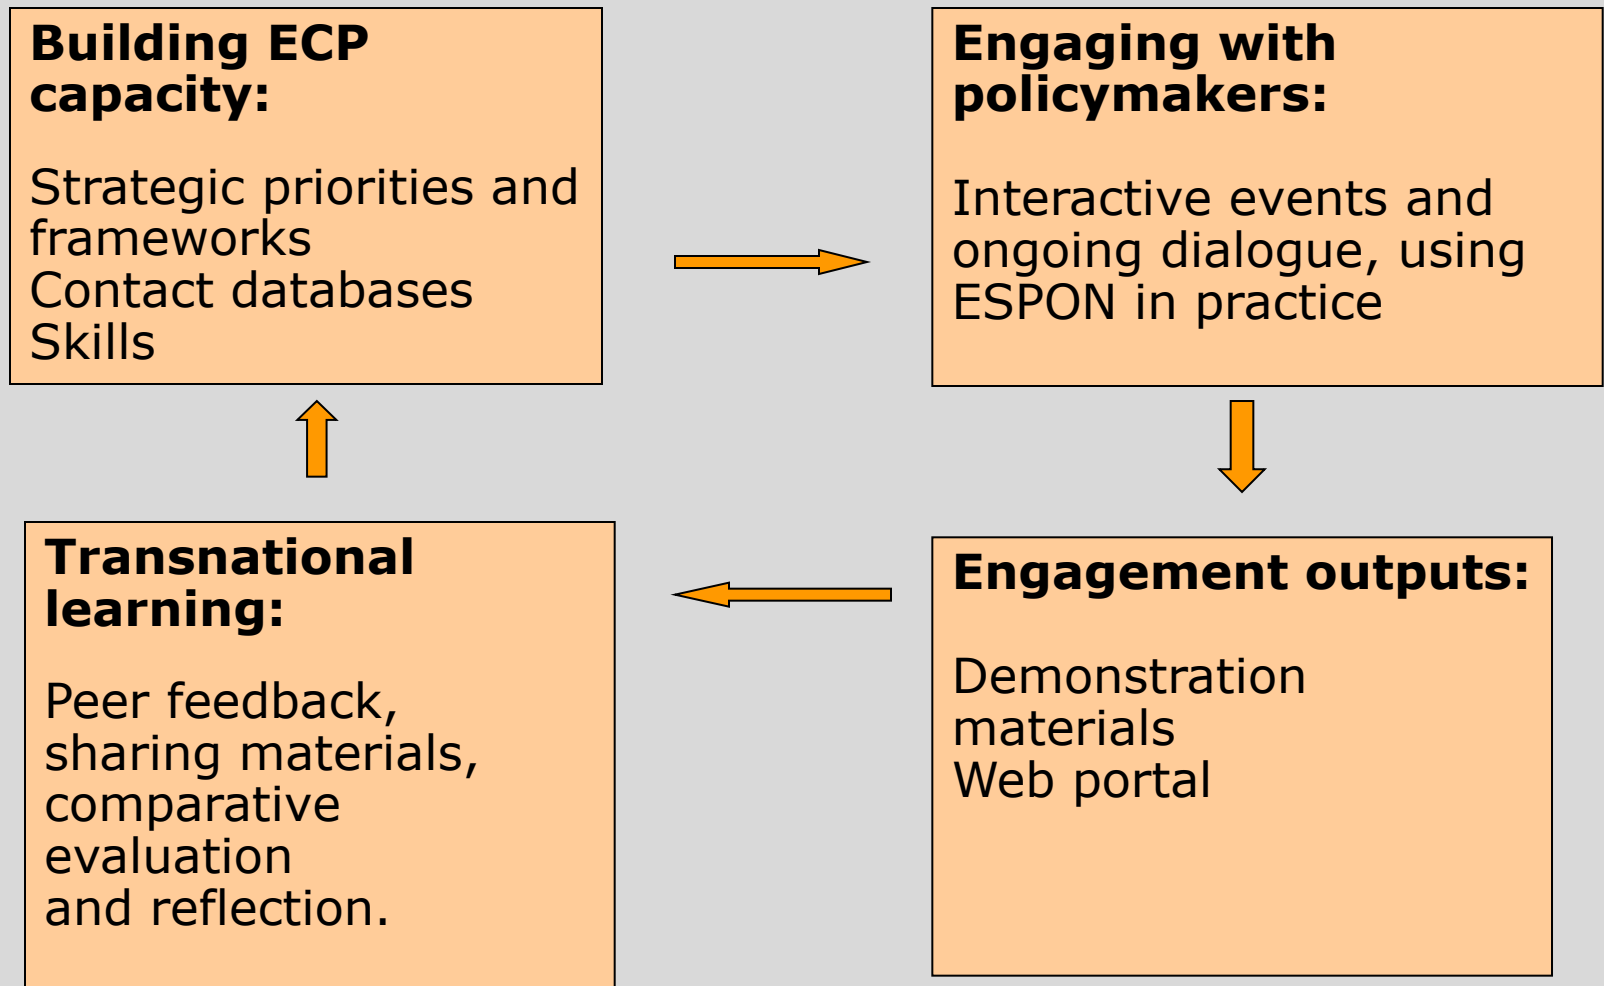 Building ECP
capacity:
Strategic priorities and
frameworks
Contact databases
Skills
Engaging with
policymakers:
Interactive events and
ongoing dialogue, using
ESPON in practice
Transnational
learning:
Peer feedback,
sharing materials,
comparative
evaluation
and reflection.
Engagement outputs:
Demonstration
materials
Web portal